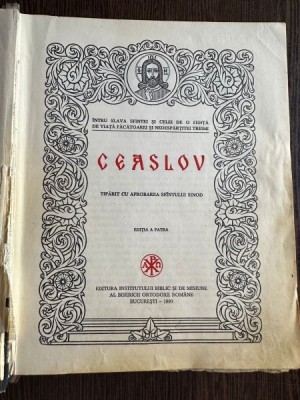 ÎNTRU SLAVA SFINTEI ȘI CELEI DE O FIINȚĂ
DE VIAȚĂ FĂCĂTOAREI ȘI NEDESPĂRȚITEI TREIMI
CEASLOV
TIPĂRIT CU APROBAREA SFÎNTULUI SINOD
EDIȚIA A PATRA
EDITURA INSTITUTULUI BIBLIC ȘI DE MISIUNE
AL BISERICII ORTODOXE ROMÂNE
BUCUREȘTI –